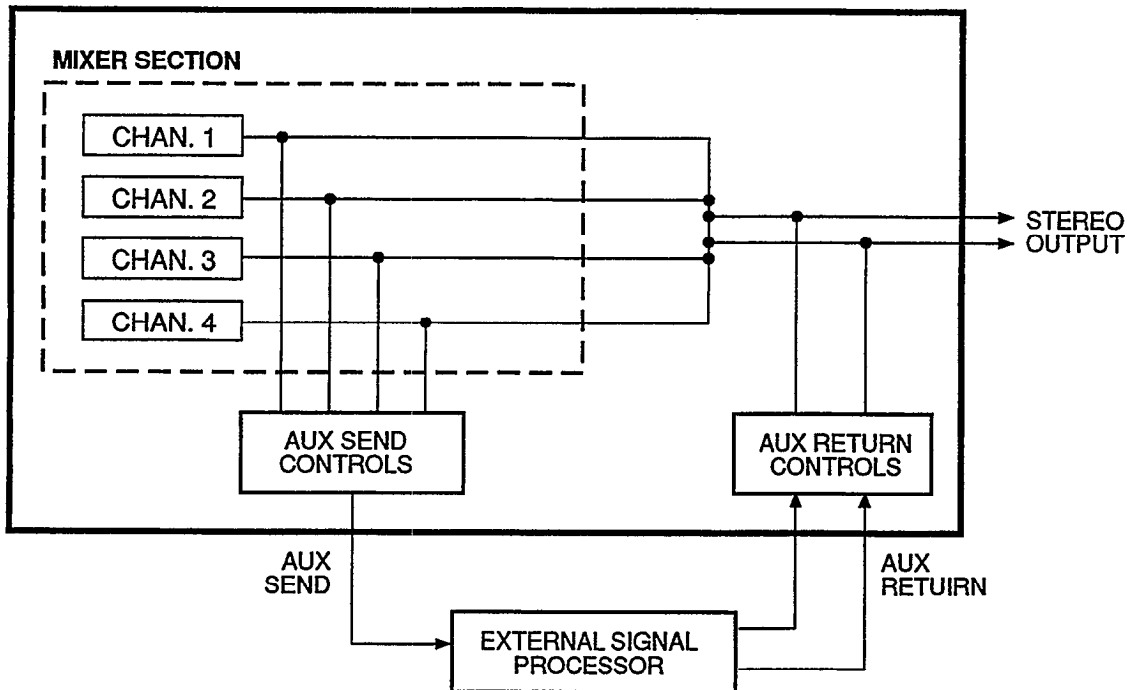 MIXER SECTION
CHAN. 1
CHAN. 2
CHAN. 3
CHAN. 4
STEREO
OUTPUT
AUX SEND
CONTROLS
AUX RETURN
CONTROLS
AUX
SEND
AUX
RETUIRN
EXTERNAL SIGNAL
PROCESSOR